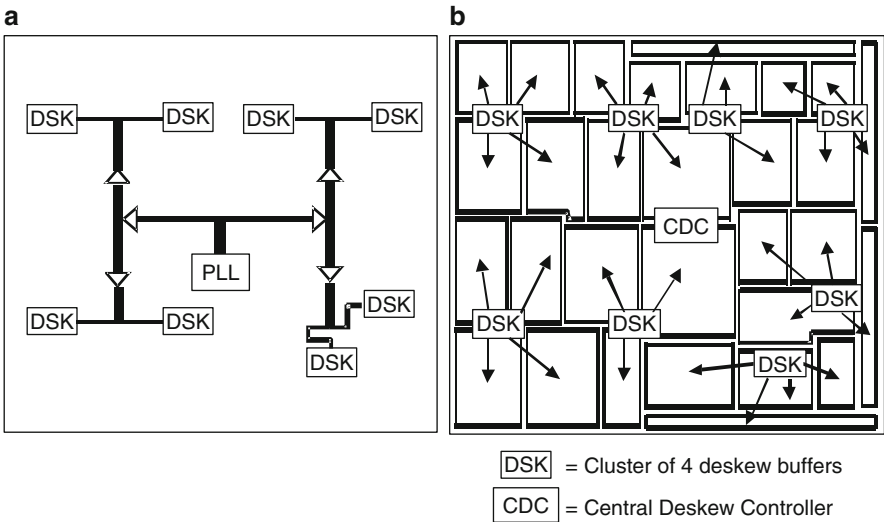 a
DSK DSK DSK DSK
PLL
DSK DSK DSK
DSK
b
DSK DSK DSK DSK
CDC
DSK
DSK DSK
DSK
DSK = Cluster of 4 deskew buffers
CDC = Central Deskew Controller